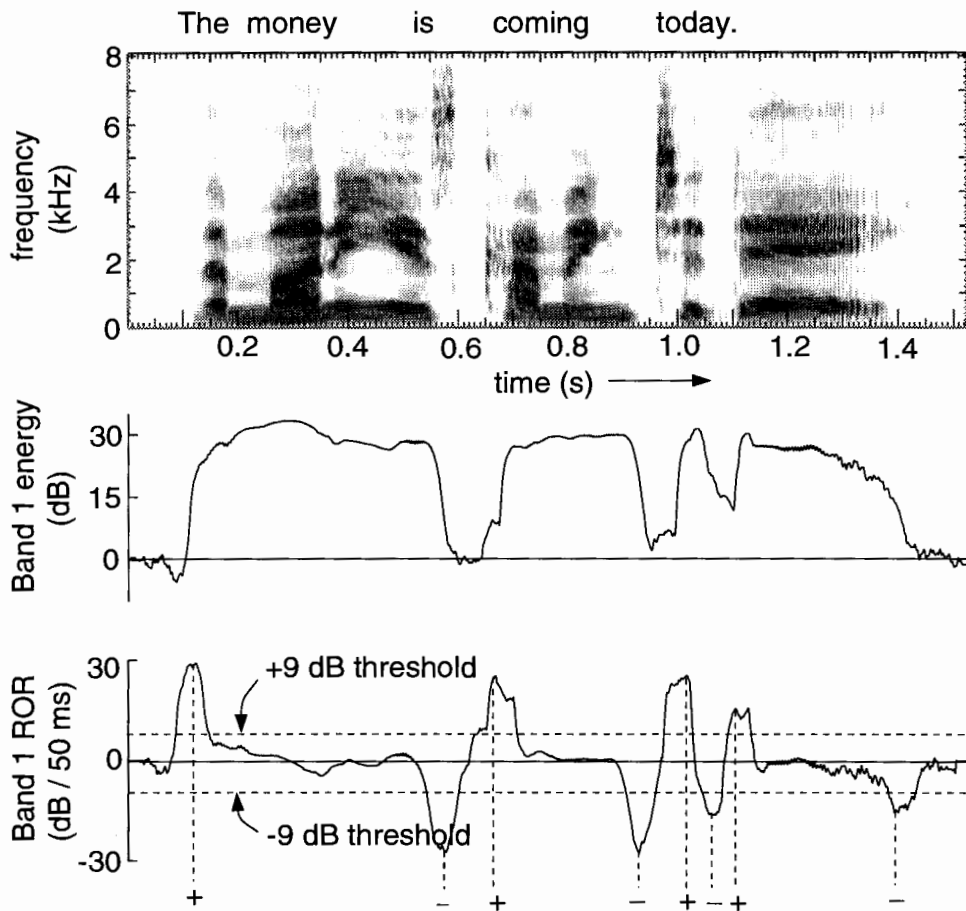 The money is coming today.
8
6
4
2
0
frequency
(kHz)
0.2 0.4 0.6 0.8 1.0 1.2 1.4
time (s)
30
15
0
Band 1 energy
(dB)
30
0
-30
Band 1 ROR
(dB / 50 ms)
+9 dB threshold
-9 dB threshold
+ – + – + – + –